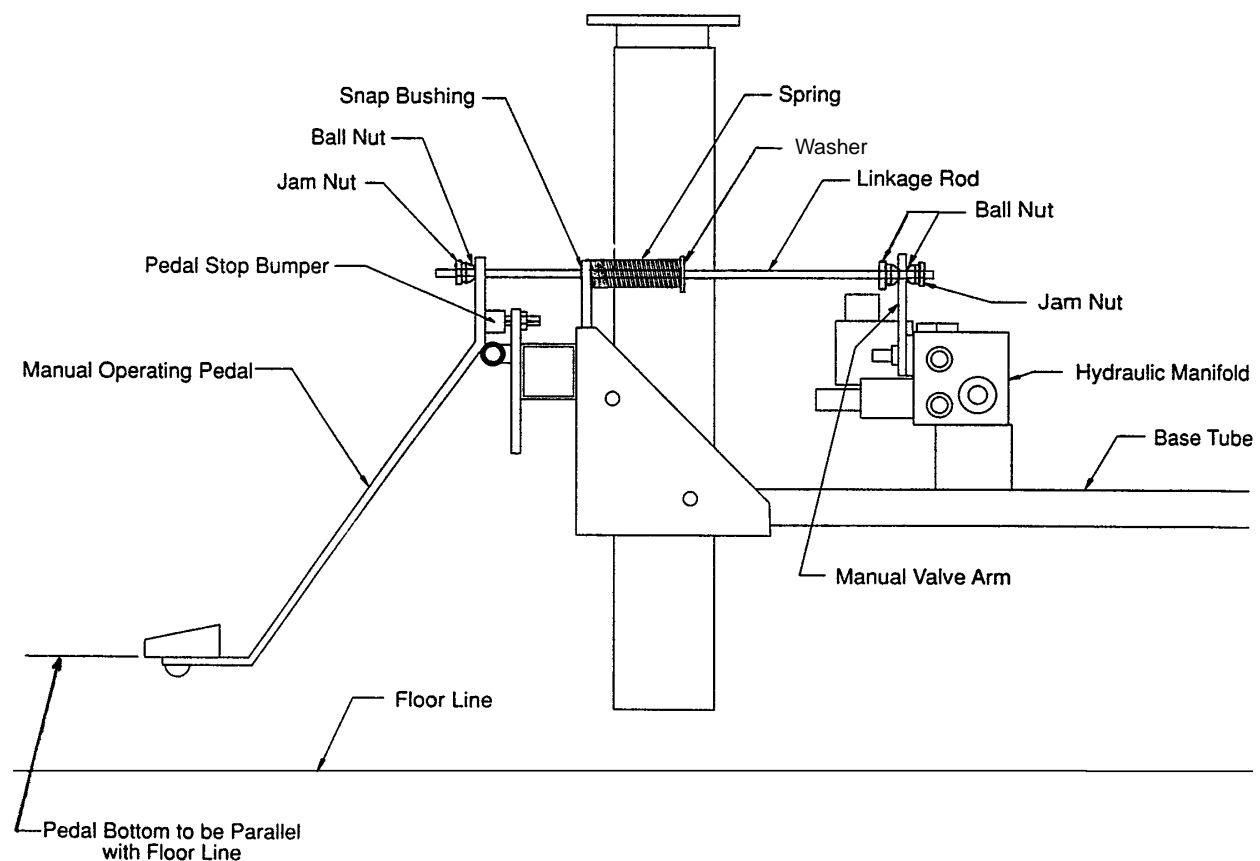 Snap Bushing
Spring
Ball Nut
Washer
Jam Nut
Linkage Rod
Ball Nut
Pedal Stop Bumper
Jam Nut
Manual Operating Pedal
Hydraulic Manifold
Base Tube
Manual Valve Arm
Floor Line
Pedal Bottom to be Parallel
with Floor Line